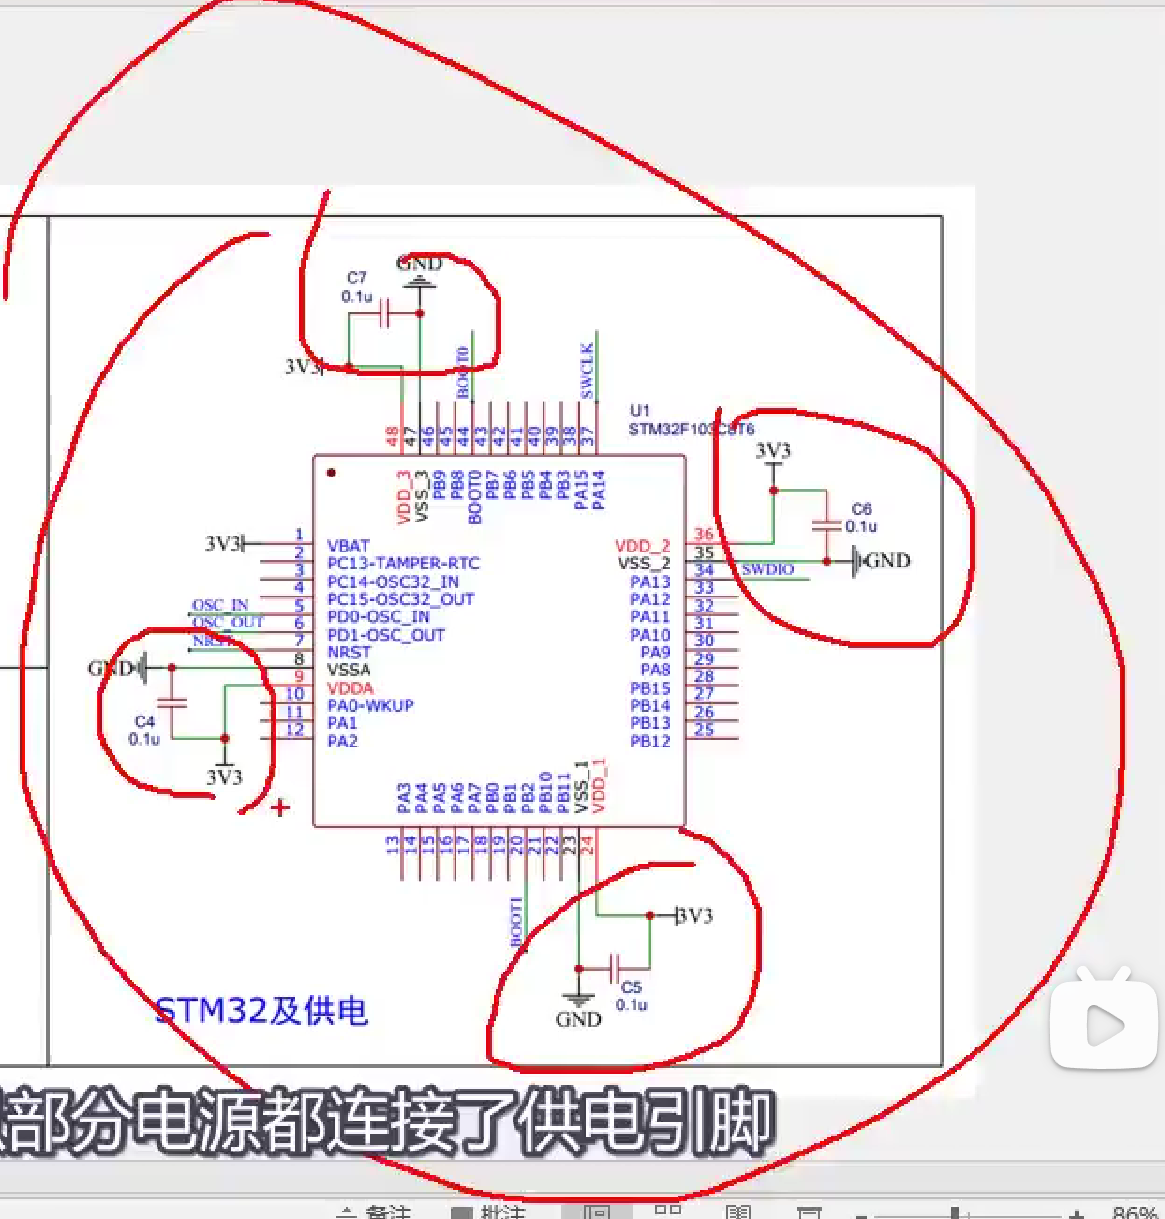 GND
C7
0.1u
3V3
BOOT0
SWCLK
U1
STM32F103C8T6
48
47
46
45
44
43
42
41
40
39
38
37
VDD_3
VSS_3
PB9
PB8
BOOT0
PB7
PB6
PB5
PB4
PB3
PA15
PA14
3V3
C6
0.1u
GND
3V3
1 VBAT
2 PC13-TAMPER-RTC
3 PC14-OSC32_IN
4 PC15-OSC32_OUT
OSC_IN 5 PD0-OSC_IN
OSC_OUT 6 PD1-OSC_OUT
NRST 7 NRST
GND 8 VSSA
9 VDDA
10 PA0-WKUP
11 PA1
12 PA2
C4
0.1u
3V3
VDD_2 36
VSS_2 35
PA13 34 SWDIO
PA12 33
PA11 32
PA10 31
PA9 30
PA8 29
PB15 28
PB14 27
PB13 26
PB12 25
PA3
PA4
PA5
PA6
PA7
PB0
PB1
PB2
PB10
PB11
VSS_1
VDD_1
13
14
15
16
17
18
19
20
21
22
23
24
BOOT1
3V3
C5
0.1u
GND
STM32及供电
部分电源都连接了供电引脚
备注 批注 86%